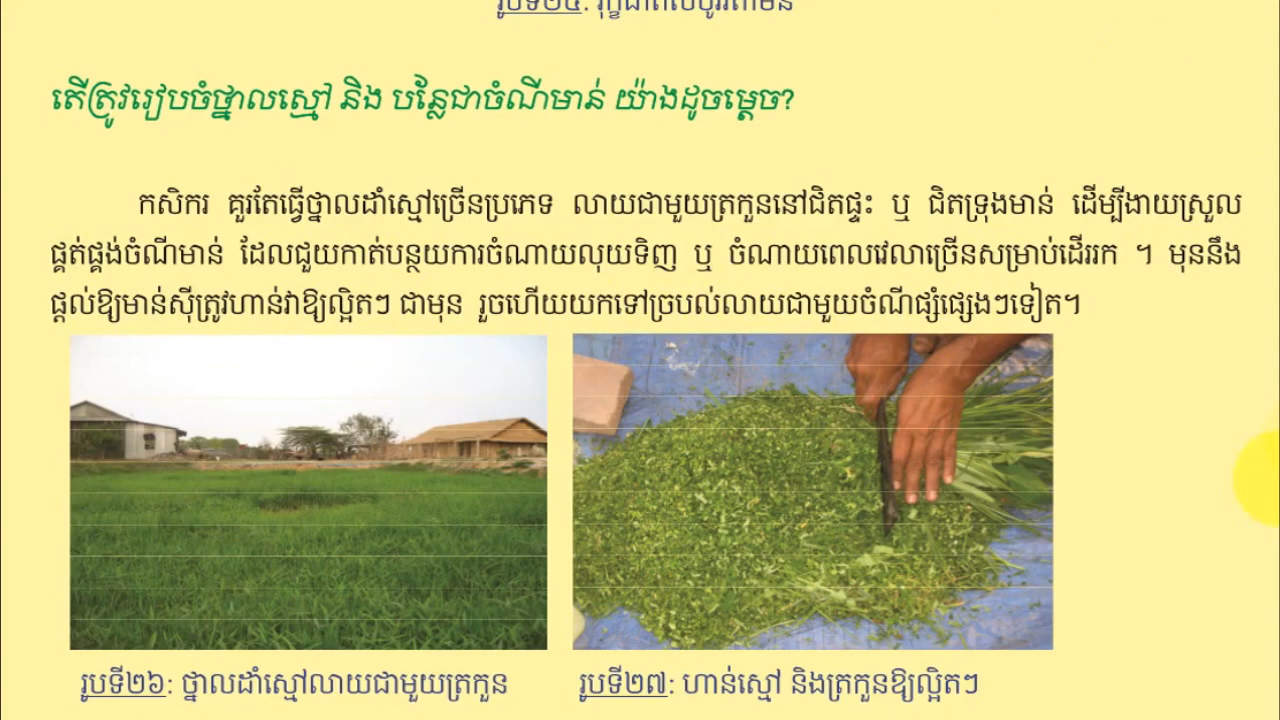 តើត្រូវរៀបចំថ្នាលស្មៅ និង បន្លែជាចំណីមាន់ យ៉ាងដូចម្តេច?
កសិករ គួរតែធ្វើថ្នាលដាំស្មៅច្រើនប្រភេទ លាយជាមួយត្រកួននៅជិតផ្ទះ ឬ ជិតទ្រុងមាន់ ដើម្បីងាយស្រួល
ផ្គត់ផ្គង់ចំណីមាន់ ដែលជួយកាត់បន្ថយការចំណាយលុយទិញ ឬ ចំណាយពេលវេលាច្រើនសម្រាប់ដើររក ។ មុននឹង
ផ្តល់ឱ្យមាន់ស៊ីត្រូវហាន់វាឱ្យល្អិតៗ ជាមុន រួចហើយយកទៅច្របល់លាយជាមួយចំណីផ្សំផ្សេងៗទៀត។
រូបទី២៦: ថ្នាលដាំស្មៅលាយជាមួយត្រកួន
រូបទី២៧: ហាន់ស្មៅ និងត្រកួនឱ្យល្អិតៗ